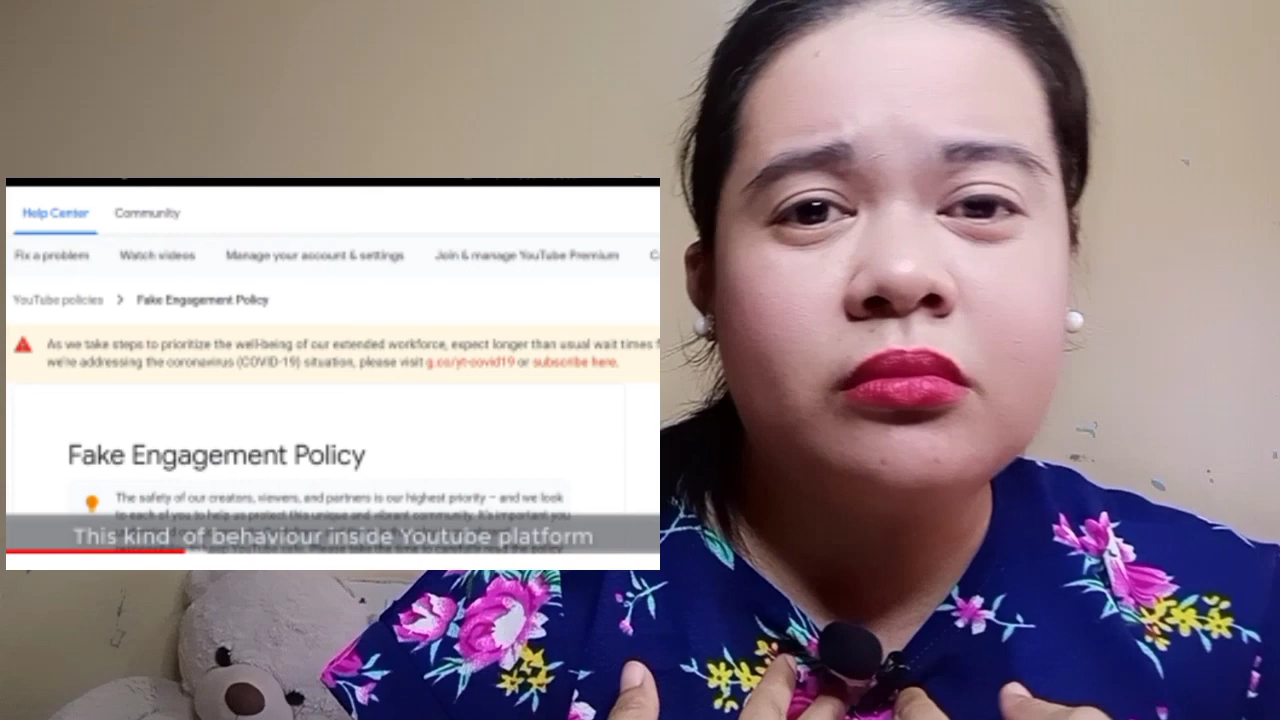 Help Center Community
Fix a problem Watch videos Manage your account & settings Join & manage YouTube Premium
YouTube policies > Fake Engagement Policy
As we take steps to prioritize the well-being of our extended workforce, expect longer than usual wait times
we're addressing the coronavirus (COVID-19) situation, please visit g.co/yt-covid19 or subscribe here.
Fake Engagement Policy
The safety of our creators, viewers, and partners is our highest priority – and we look
to each of you to help us protect this unique and vibrant community. It's important you
This kind of behaviour inside Youtube platform